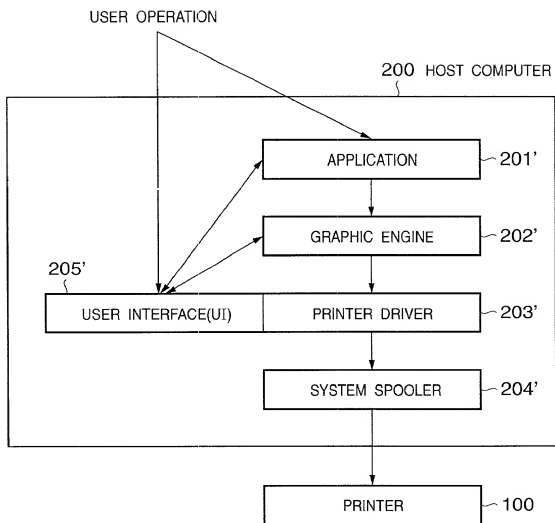 USER OPERATION
200 HOST COMPUTER
APPLICATION 201'
GRAPHIC ENGINE 202'
205'
USER INTERFACE(UI) PRINTER DRIVER 203'
SYSTEM SPOOLER 204'
PRINTER 100